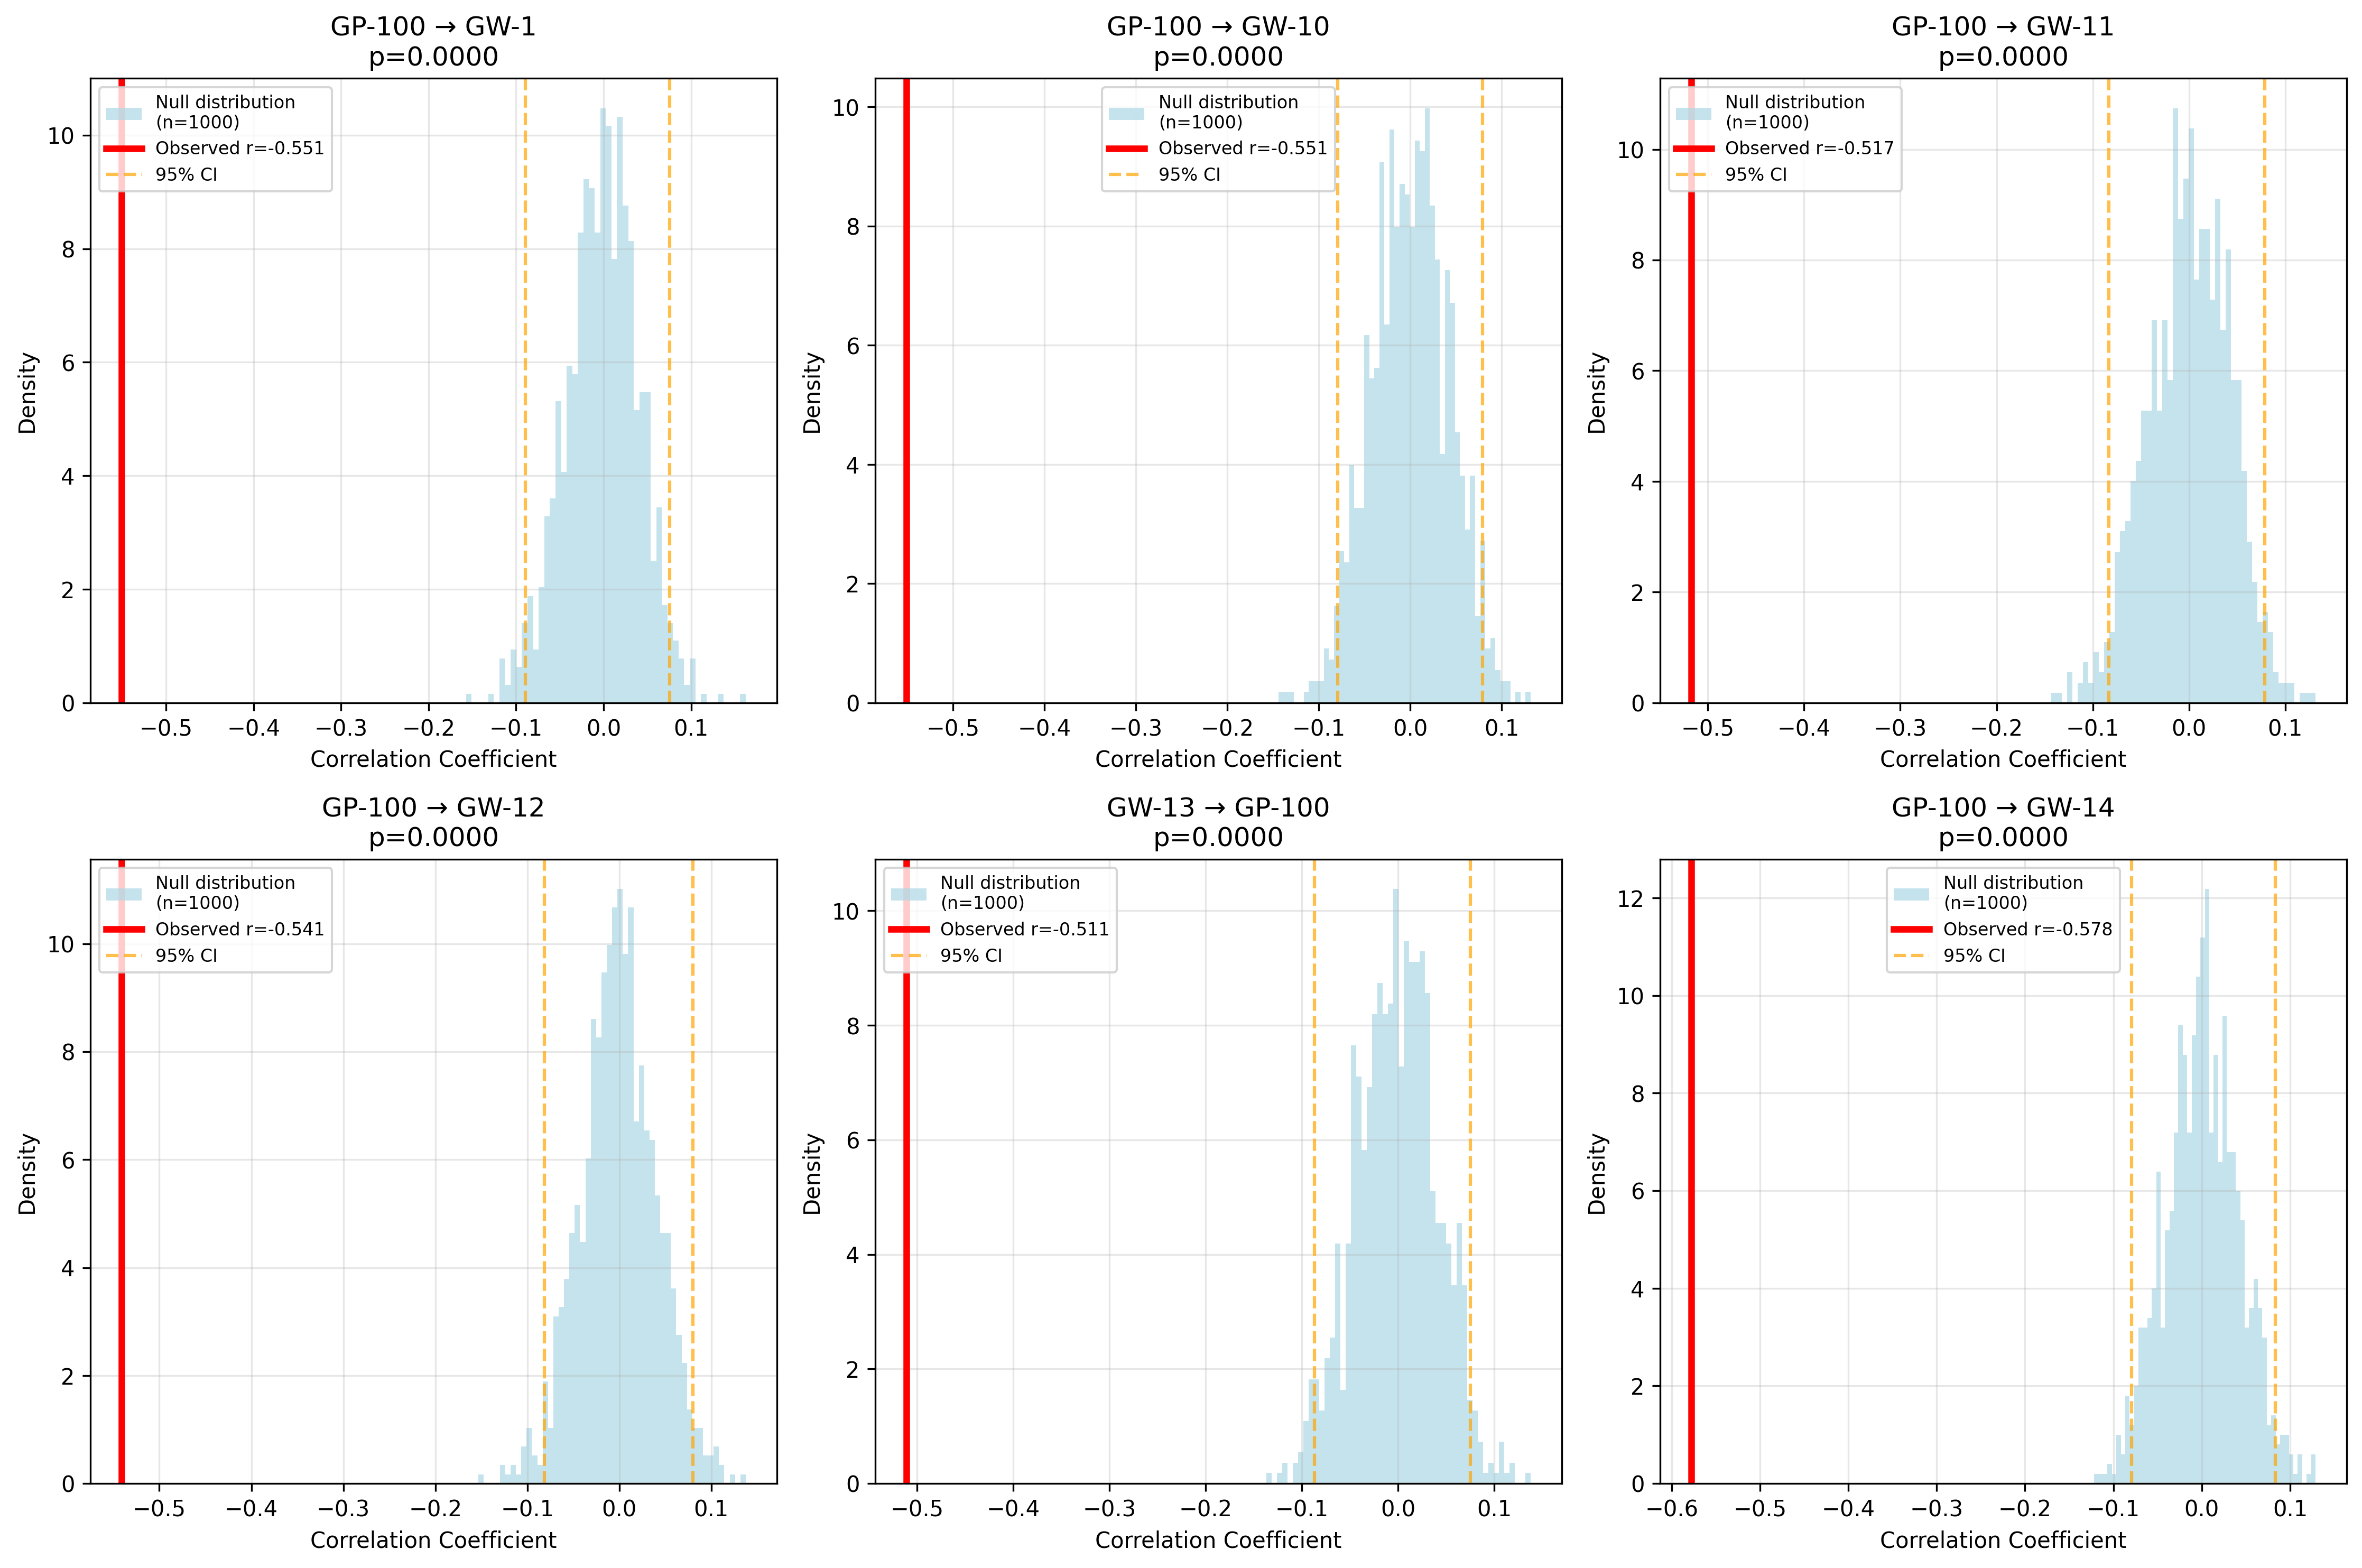 GP-100 → GW-1
p=0.0000
Null distribution
(n=1000)
Observed r=-0.551
95% CI
Density
10
8
6
4
2
0
−0.5 −0.4 −0.3 −0.2 −0.1 0.0 0.1
Correlation Coefficient
GP-100 → GW-10
p=0.0000
Null distribution
(n=1000)
Observed r=-0.551
95% CI
Density
10
8
6
4
2
0
−0.5 −0.4 −0.3 −0.2 −0.1 0.0 0.1
Correlation Coefficient
GP-100 → GW-11
p=0.0000
Null distribution
(n=1000)
Observed r=-0.517
95% CI
Density
10
8
6
4
2
0
−0.5 −0.4 −0.3 −0.2 −0.1 0.0 0.1
Correlation Coefficient
GP-100 → GW-12
p=0.0000
Null distribution
(n=1000)
Observed r=-0.541
95% CI
Density
10
8
6
4
2
0
−0.5 −0.4 −0.3 −0.2 −0.1 0.0 0.1
Correlation Coefficient
GW-13 → GP-100
p=0.0000
Null distribution
(n=1000)
Observed r=-0.511
95% CI
Density
10
8
6
4
2
0
−0.5 −0.4 −0.3 −0.2 −0.1 0.0 0.1
Correlation Coefficient
GP-100 → GW-14
p=0.0000
Null distribution
(n=1000)
Observed r=-0.578
95% CI
Density
12
10
8
6
4
2
0
−0.6 −0.5 −0.4 −0.3 −0.2 −0.1 0.0 0.1
Correlation Coefficient